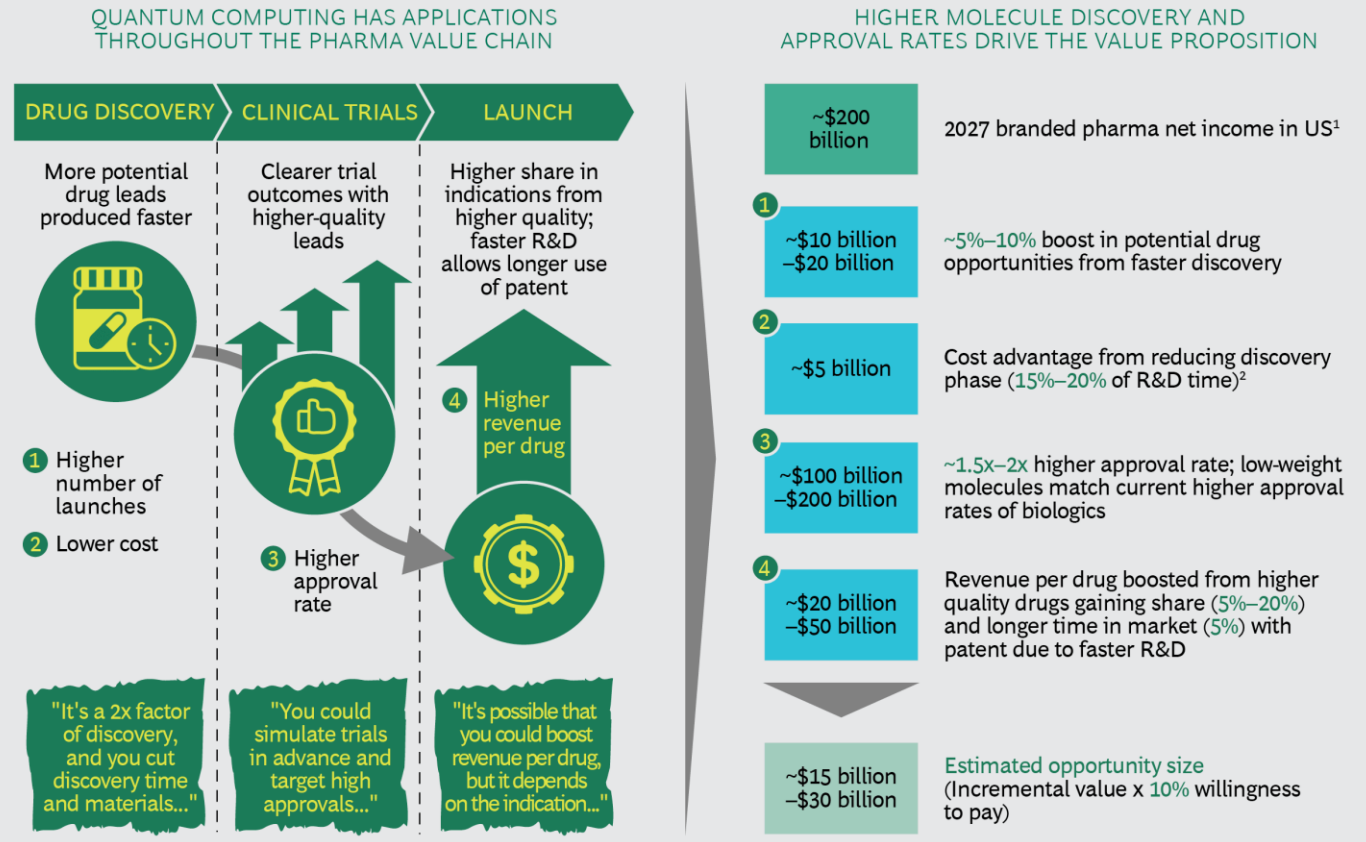 QUANTUM COMPUTING HAS APPLICATIONS
THROUGHOUT THE PHARMA VALUE CHAIN
DRUG DISCOVERY
CLINICAL TRIALS
LAUNCH
More potential
drug leads
produced faster
Clearer trial
outcomes with
higher-quality
leads
Higher share in
indications from
higher quality;
faster R&D
allows longer use
of patent
1 Higher
number of
launches
2 Lower cost
3 Higher
approval
rate
4 Higher
revenue
per drug
$
"It's a 2x factor
of discovery,
and you cut
discovery time
and materials..."
"You could
simulate trials
in advance and
target high
approvals..."
"It's possible that
you could boost
revenue per drug,
but it depends
on the indication..."
HIGHER MOLECULE DISCOVERY AND
APPROVAL RATES DRIVE THE VALUE PROPOSITION
~$200
billion
2027 branded pharma net income in US¹
1
~$10 billion
–$20 billion
~5%–10% boost in potential drug
opportunities from faster discovery
2
~$5 billion
Cost advantage from reducing discovery
phase (15%–20% of R&D time)²
3
~$100 billion
–$200 billion
~1.5x–2x higher approval rate; low-weight
molecules match current higher approval
rates of biologics
4
~$20 billion
–$50 billion
Revenue per drug boosted from higher
quality drugs gaining share (5%–20%)
and longer time in market (5%) with
patent due to faster R&D
~$15 billion
–$30 billion
Estimated opportunity size
(Incremental value x 10% willingness
to pay)